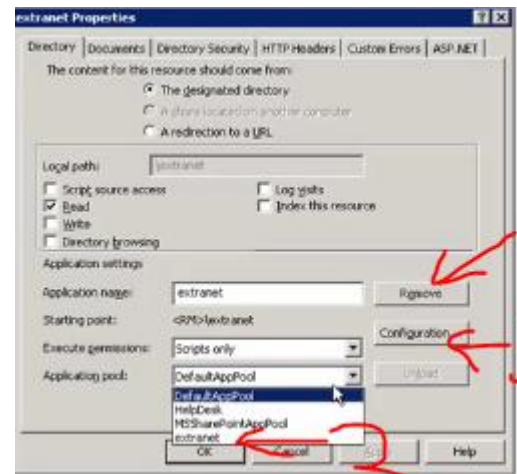 extranet Properties
Directory Documents Directory Security HTTP Headers Custom Errors ASP.NET
The content for this resource should come from:
The designated directory
A share located on another computer
A redirection to a URL
Local path: \extranet
Script source access Log visits
Read Index this resource
Write
Directory browsing
Application settings
Application name: extranet Remove
Starting point: <RM>\extranet
Configuration...
Execute permissions: Scripts only
Application pool: DefaultAppPool Unload
DefaultAppPool
HelpDesk
MSSharePointAppPool
extranet
OK Cancel Apply Help
2